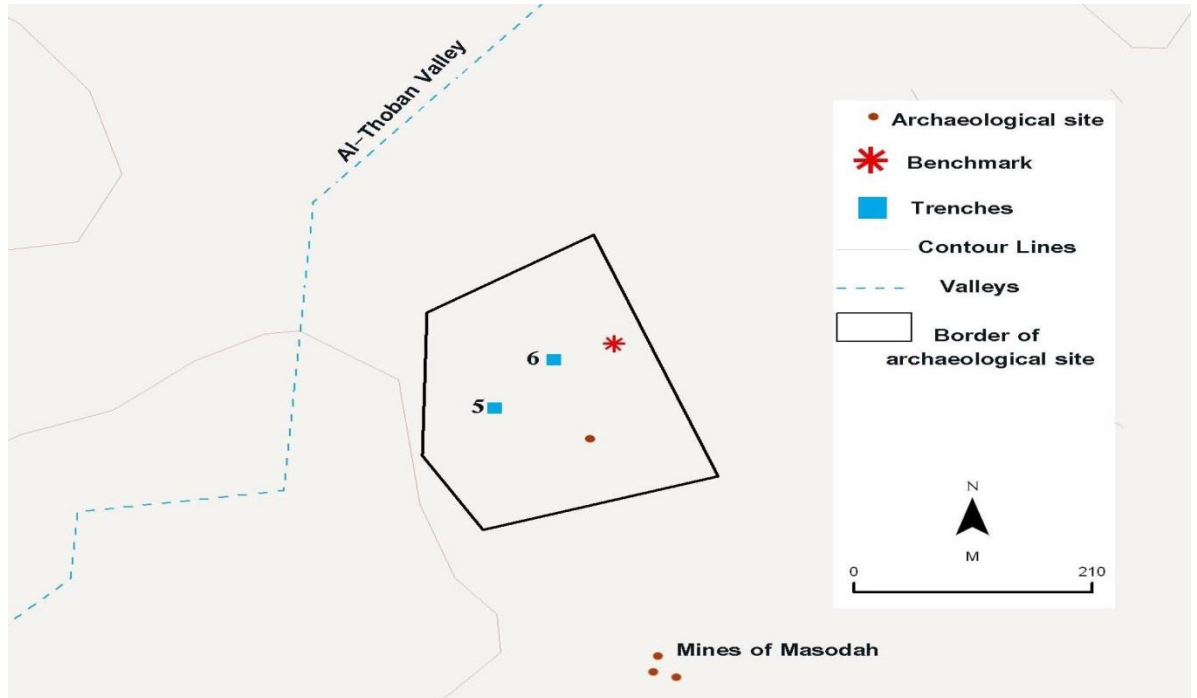 Al-Thoban Valley
6
5
Mines of Masodah
Archaeological site
Benchmark
Trenches
Contour Lines
Valleys
Border of
archaeological site
N
M
0 210